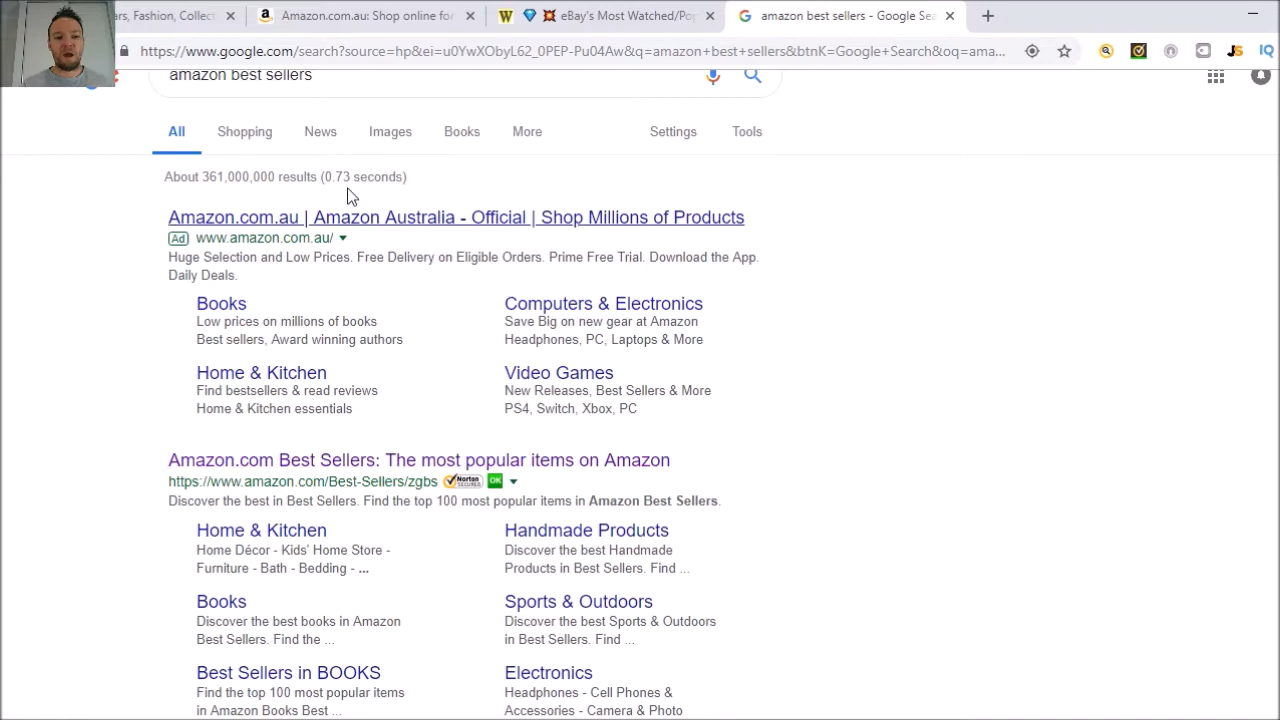 ars, Fashion, Collect
Amazon.com.au: Shop online for
W
eBay's Most Watched/Pop
amazon best sellers - Google Sea
https://www.google.com/search?source=hp&ei=u0YwXObyL62_0PEP-Pu04Aw&q=amazon+best+sellers&btnK=Google+Search&oq=ama...
JS
IQ
amazon best sellers
All
Shopping
News
Images
Books
More
Settings
Tools
About 361,000,000 results (0.73 seconds)
Amazon.com.au | Amazon Australia - Official | Shop Millions of Products
Ad www.amazon.com.au/
Huge Selection and Low Prices. Free Delivery on Eligible Orders. Prime Free Trial. Download the App.
Daily Deals.
Books
Low prices on millions of books
Best sellers, Award winning authors
Computers & Electronics
Save Big on new gear at Amazon
Headphones, PC, Laptops & More
Home & Kitchen
Find bestsellers & read reviews
Home & Kitchen essentials
Video Games
New Releases, Best Sellers & More
PS4, Switch, Xbox, PC
Amazon.com Best Sellers: The most popular items on Amazon
https://www.amazon.com/Best-Sellers/zgbs Norton SECURED OK
Discover the best in Best Sellers. Find the top 100 most popular items in Amazon Best Sellers.
Home & Kitchen
Home Décor - Kids' Home Store -
Furniture - Bath - Bedding - ...
Handmade Products
Discover the best Handmade
Products in Best Sellers. Find ...
Books
Discover the best books in Amazon
Best Sellers. Find the ...
Sports & Outdoors
Discover the best Sports & Outdoors
in Best Sellers. Find ...
Best Sellers in BOOKS
Find the top 100 most popular items
in Amazon Books Best ...
Electronics
Headphones - Cell Phones &
Accessories - Camera & Photo